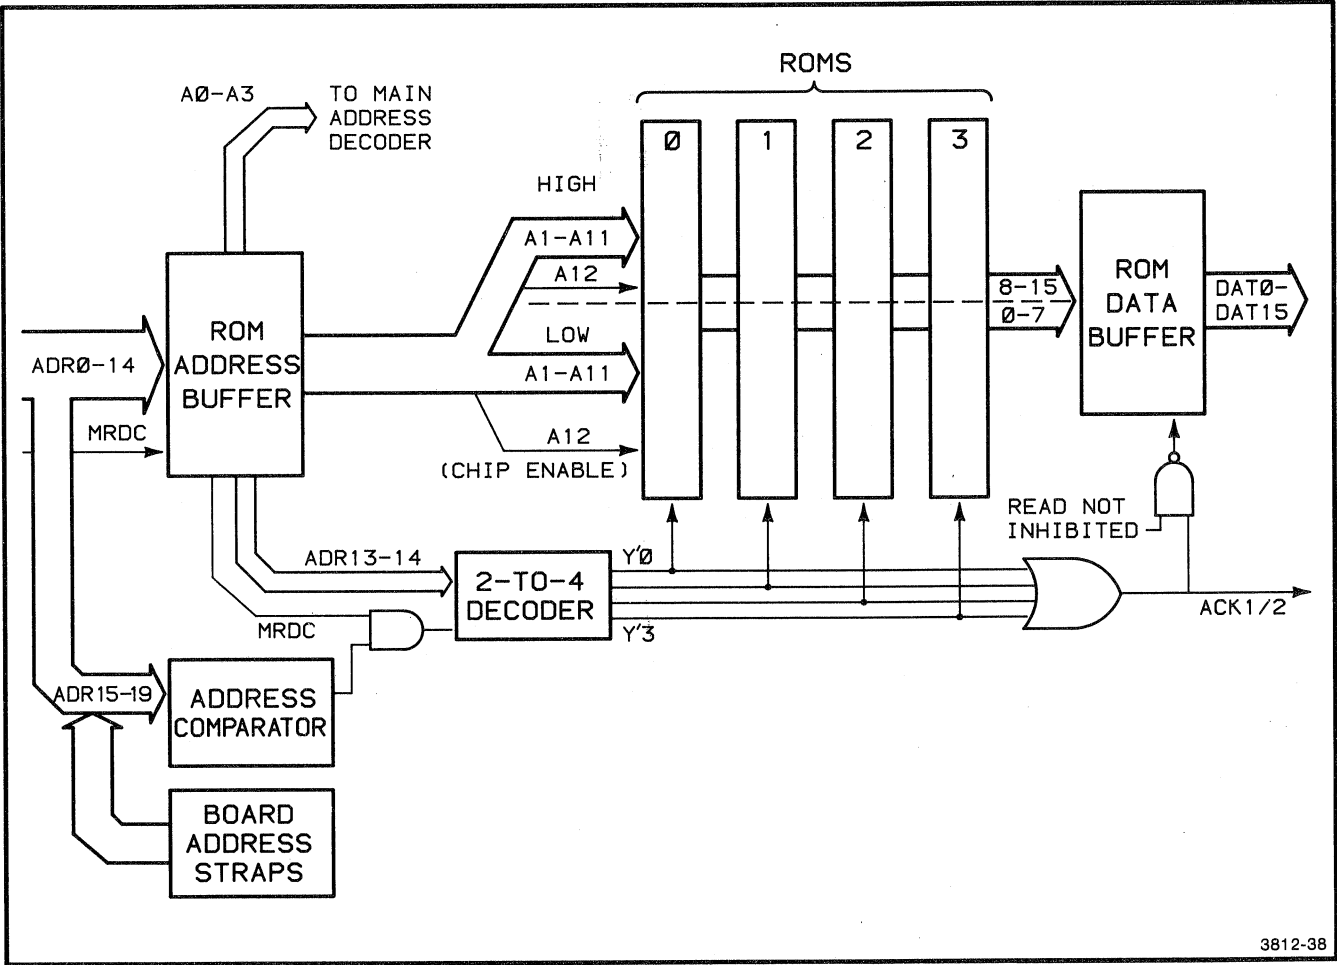 ROMS
AØ-A3
TO MAIN
ADDRESS
DECODER
Ø
1
2
3
HIGH
A1-A11
A12
LOW
A1-A11
A12
(CHIP ENABLE)
8-15
Ø-7
ROM
DATA
BUFFER
DATØ-
DAT15
ROM
ADDRESS
BUFFER
ADRØ-14
MRDC
READ NOT
INHIBITED
ADR13-14
2-TO-4
DECODER
Y'Ø
Y'3
MRDC
ACK1/2
ADR15-19
ADDRESS
COMPARATOR
BOARD
ADDRESS
STRAPS
3812-38